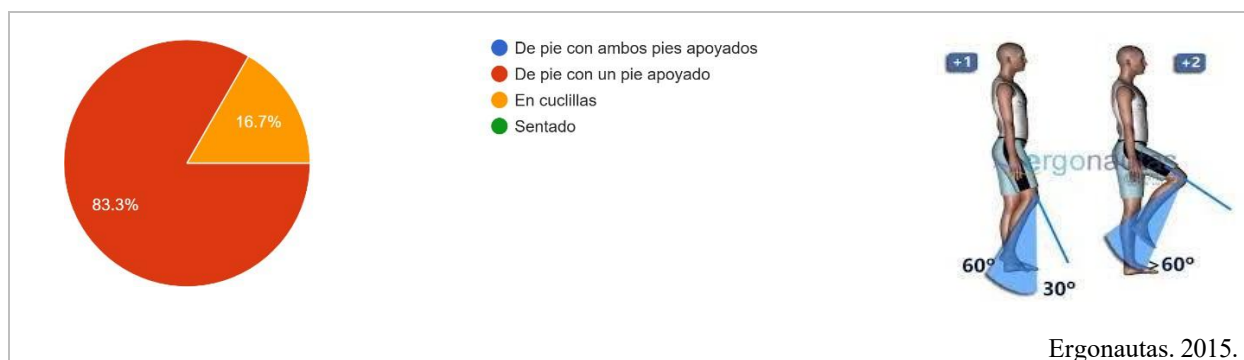 83.3%
16.7%
De pie con ambos pies apoyados
De pie con un pie apoyado
En cuclillas
Sentado
+1
+2
ergonautas
60º
30º
>60º
Ergonautas. 2015.